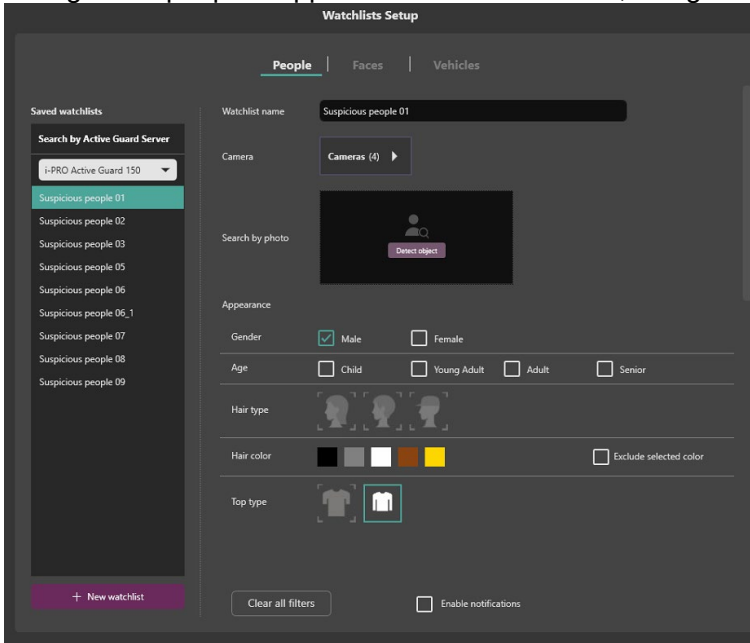 Watchlists Setup
People Faces Vehicles
Saved watchlists
Search by Active Guard Server
i-PRO Active Guard 150
Suspicious people 01
Suspicious people 02
Suspicious people 03
Suspicious people 05
Suspicious people 06
Suspicious people 06_1
Suspicious people 07
Suspicious people 08
Suspicious people 09
+ New watchlist
Watchlist name Suspicious people 01
Camera Cameras (4)
Search by photo Detect object
Appearance
Gender Male Female
Age Child Young Adult Adult Senior
Hair type
Hair color Exclude selected color
Top type
Clear all filters Enable notifications